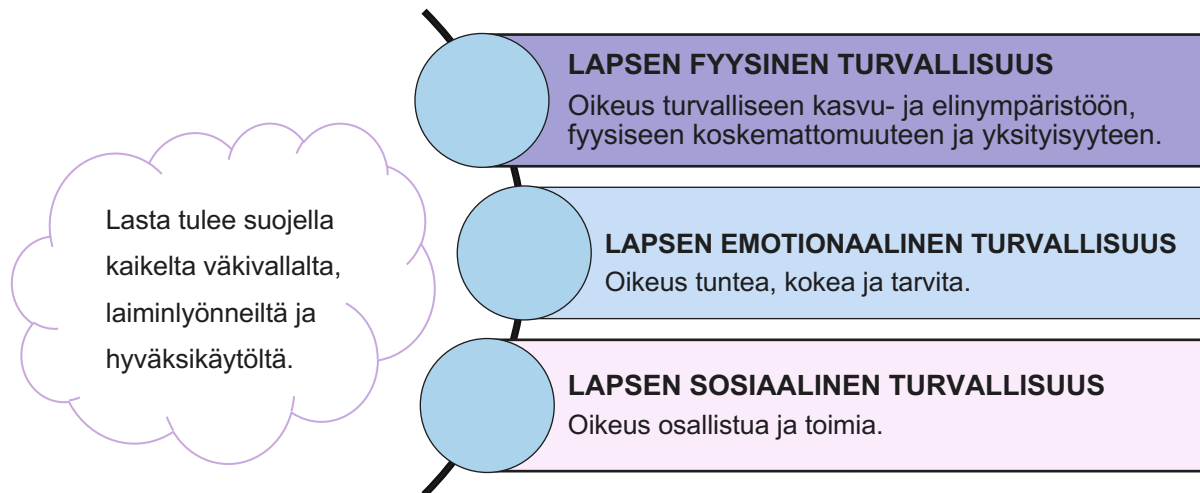 Lasta tulee suojella
kaikelta väkivallalta,
laiminlyönneiltä ja
hyväksikäytöltä.
LAPSEN FYYSINEN TURVALLISUUS
Oikeus turvalliseen kasvu- ja elinympäristöön,
fyysiseen koskemattomuuteen ja yksityisyyteen.
LAPSEN EMOTIONAALINEN TURVALLISUUS
Oikeus tuntea, kokea ja tarvita.
LAPSEN SOSIAALINEN TURVALLISUUS
Oikeus osallistua ja toimia.